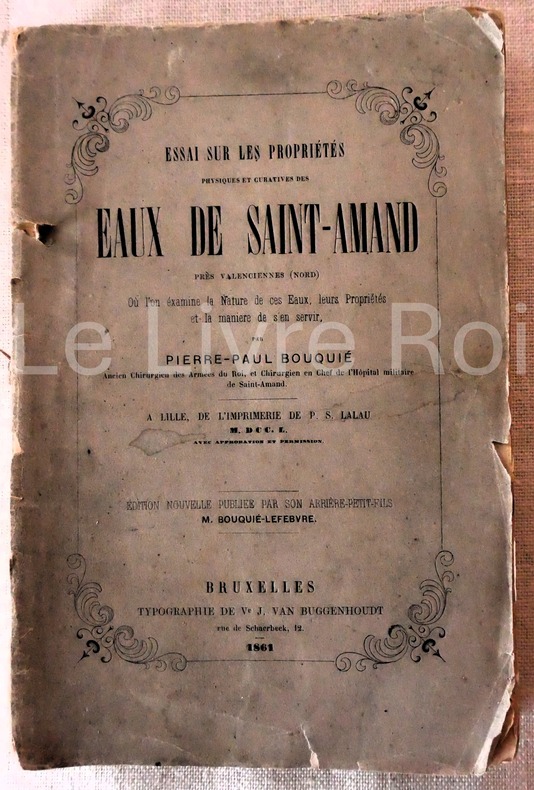 ESSAI SUR LES PROPRIÉTÉS
PHYSIQUES ET CURATIVES DES
EAUX DE SAINT-AMAND
PRÈS VALENCIENNES (NORD)
Où l'on éxamine la Nature de ces Eaux, leurs Propriétés
et la maniere de s'en servir,
PAR
Le Livre Roi
PIERRE-PAUL BOUQUIÉ
Ancien Chirurgien des Armées du Roi, et Chirurgien en Chef de l'Hôpital militaire
de Saint-Amand.
A LILLE, DE L'IMPRIMERIE DE P. S. LALAU
M. DCC. L.
AVEC APPROBATION ET PERMISSION.
ÉDITION NOUVELLE PUBLIÉE PAR SON ARRIÈRE-PETIT-FILS
M. BOUQUIÉ-LEFEBVRE.
BRUXELLES
TYPOGRAPHIE DE Ve J. VAN BUGGENHOUDT
rue de Schaerbeek, 12.
1861